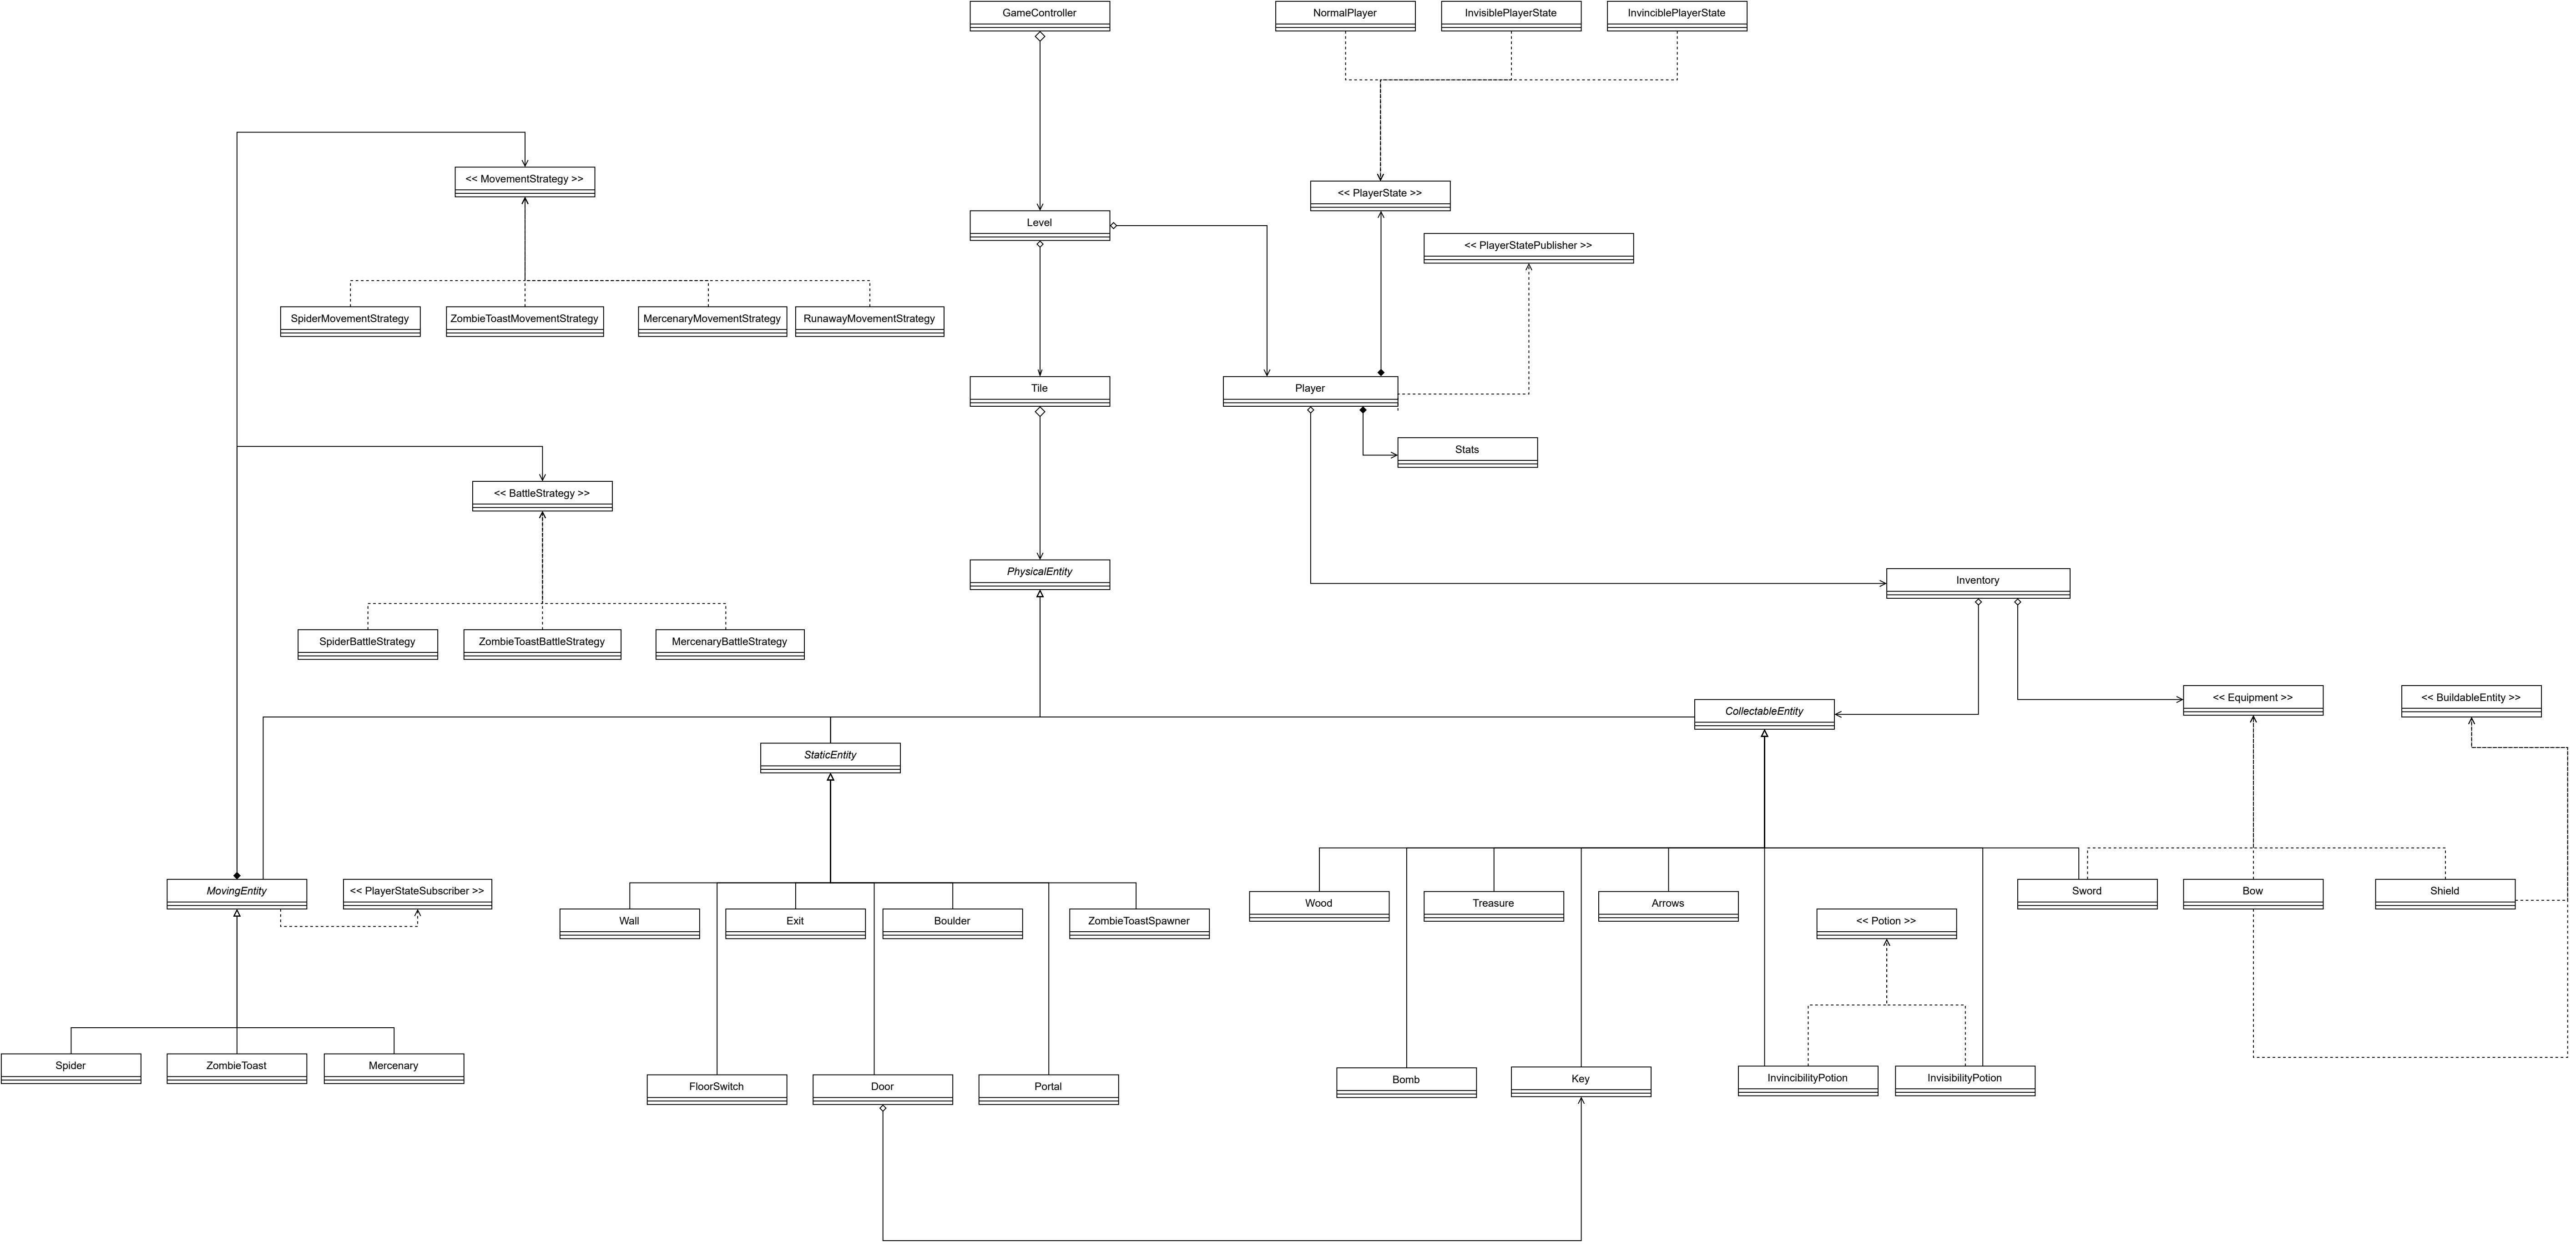 GameController
NormalPlayer
InvisiblePlayerState
InvinciblePlayerState
<< MovementStrategy >>
<< PlayerState >>
Level
<< PlayerStatePublisher >>
SpiderMovementStrategy
ZombieToastMovementStrategy
MercenaryMovementStrategy
RunawayMovementStrategy
Tile
Player
Stats
<< BattleStrategy >>
PhysicalEntity
Inventory
SpiderBattleStrategy
ZombieToastBattleStrategy
MercenaryBattleStrategy
<< Equipment >>
<< BuildableEntity >>
CollectableEntity
StaticEntity
MovingEntity
<< PlayerStateSubscriber >>
Sword
Bow
Shield
Wood
Treasure
Arrows
Wall
Exit
Boulder
ZombieToastSpawner
<< Potion >>
Spider
ZombieToast
Mercenary
FloorSwitch
Door
Portal
Bomb
Key
InvincibilityPotion
InvisibilityPotion